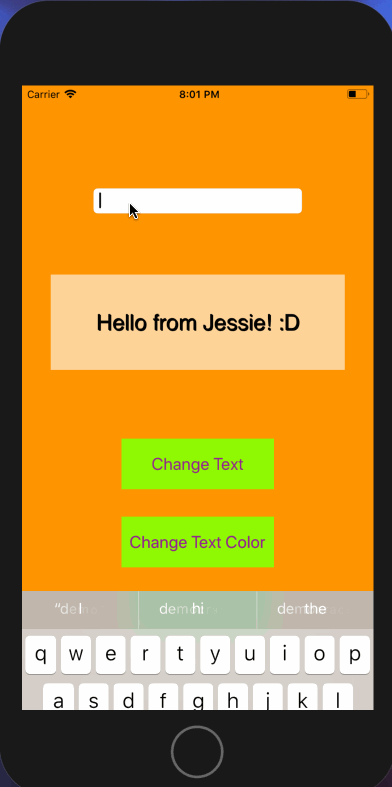 Carrier 8:01 PM
Hello from Jessie! :D
Change Text
Change Text Color
I hi the
q w e r t y u i o p
a s d f g h j k l